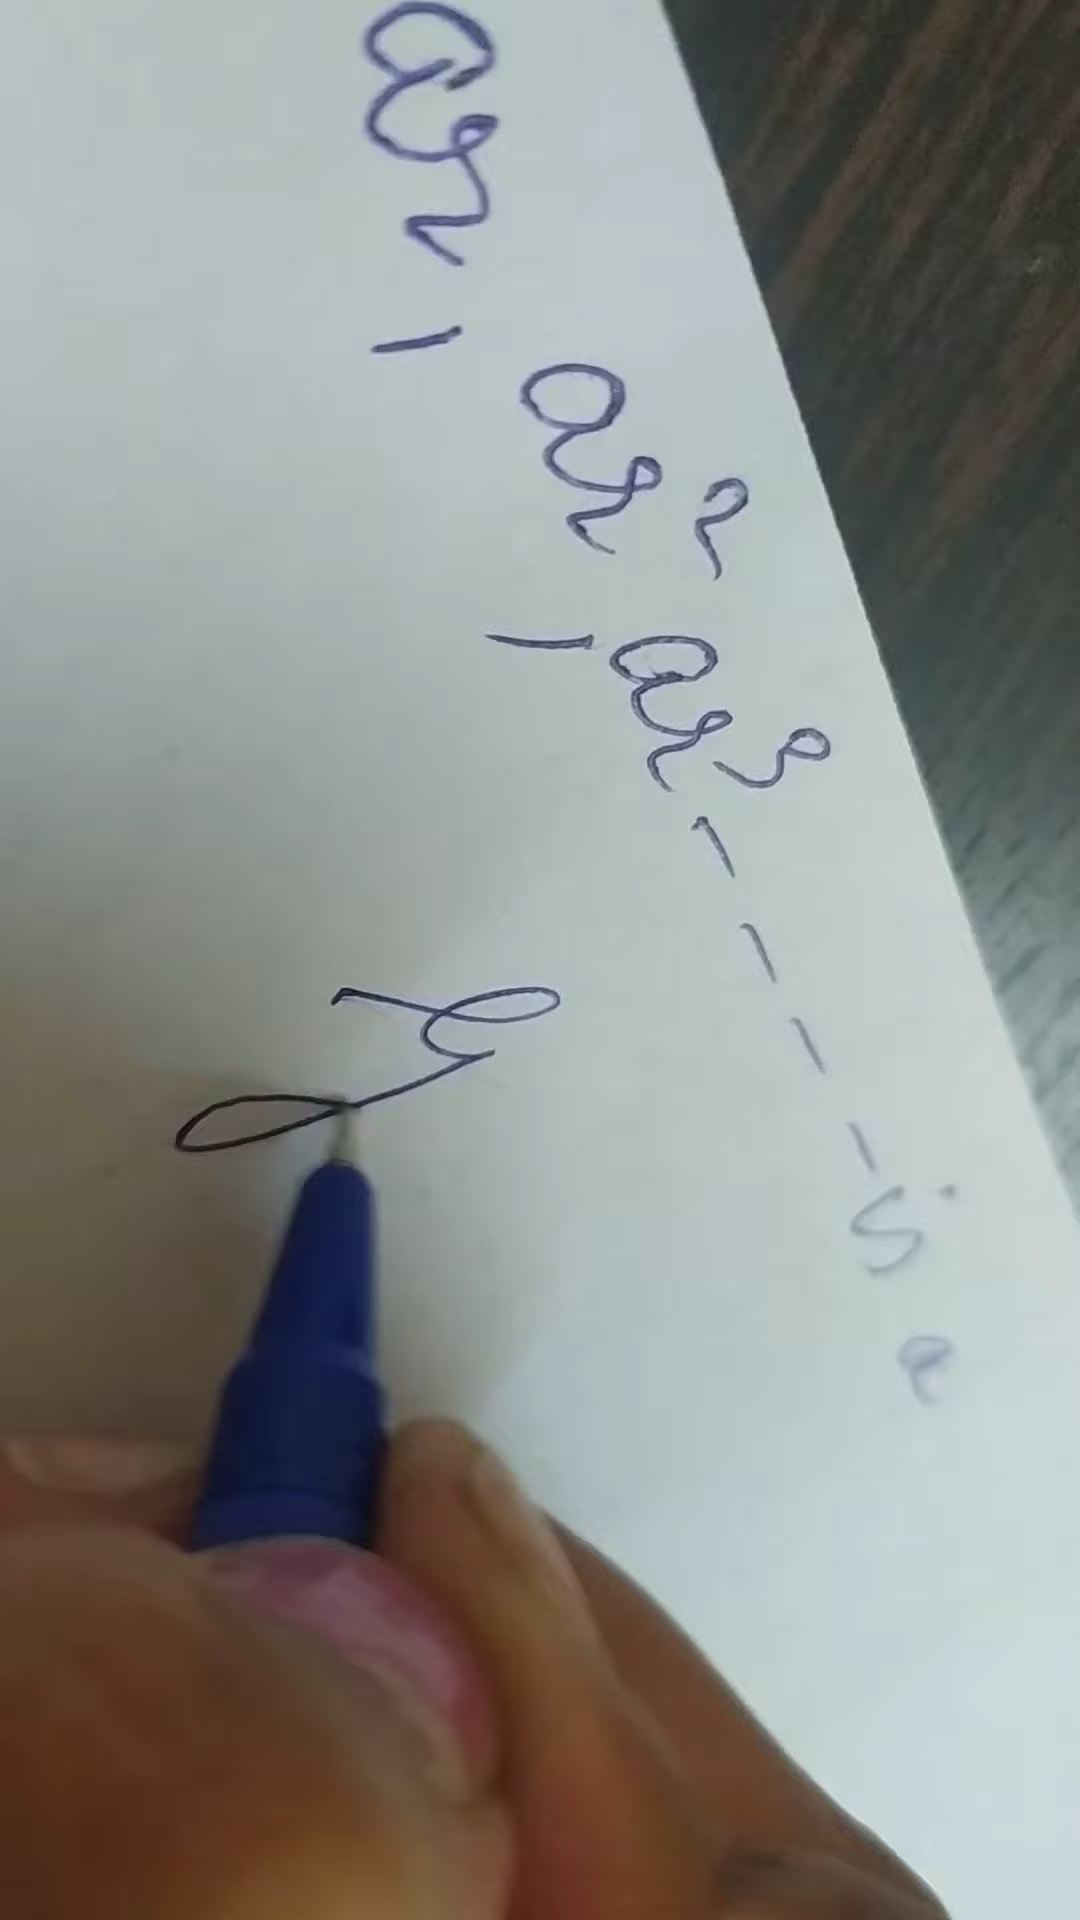 ar, ar², ar³ - - - - is a